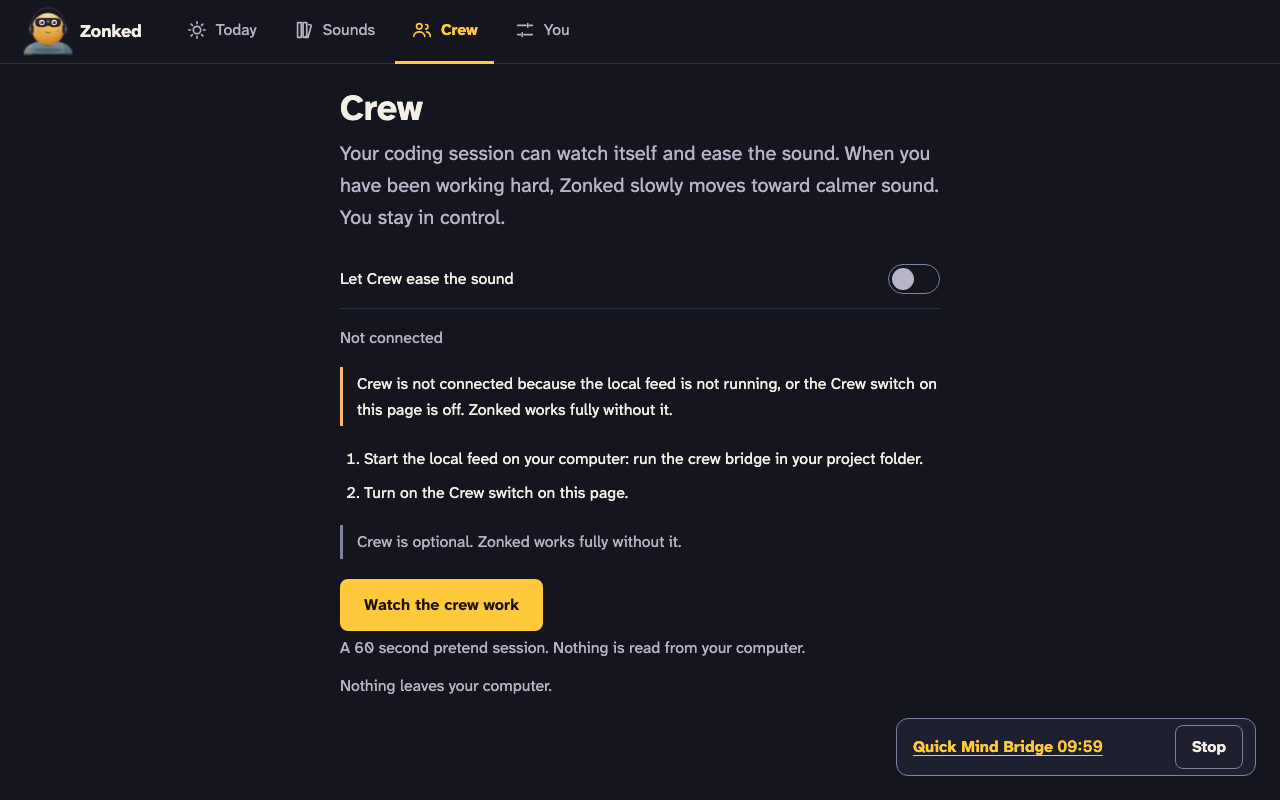 Zonked
Today
Sounds
Crew
You
Crew
Your coding session can watch itself and ease the sound. When you
have been working hard, Zonked slowly moves toward calmer sound.
You stay in control.
Let Crew ease the sound
Not connected
Crew is not connected because the local feed is not running, or the Crew switch on
this page is off. Zonked works fully without it.
1. Start the local feed on your computer: run the crew bridge in your project folder.
2. Turn on the Crew switch on this page.
Crew is optional. Zonked works fully without it.
Watch the crew work
A 60 second pretend session. Nothing is read from your computer.
Nothing leaves your computer.
Quick Mind Bridge 09:59
Stop